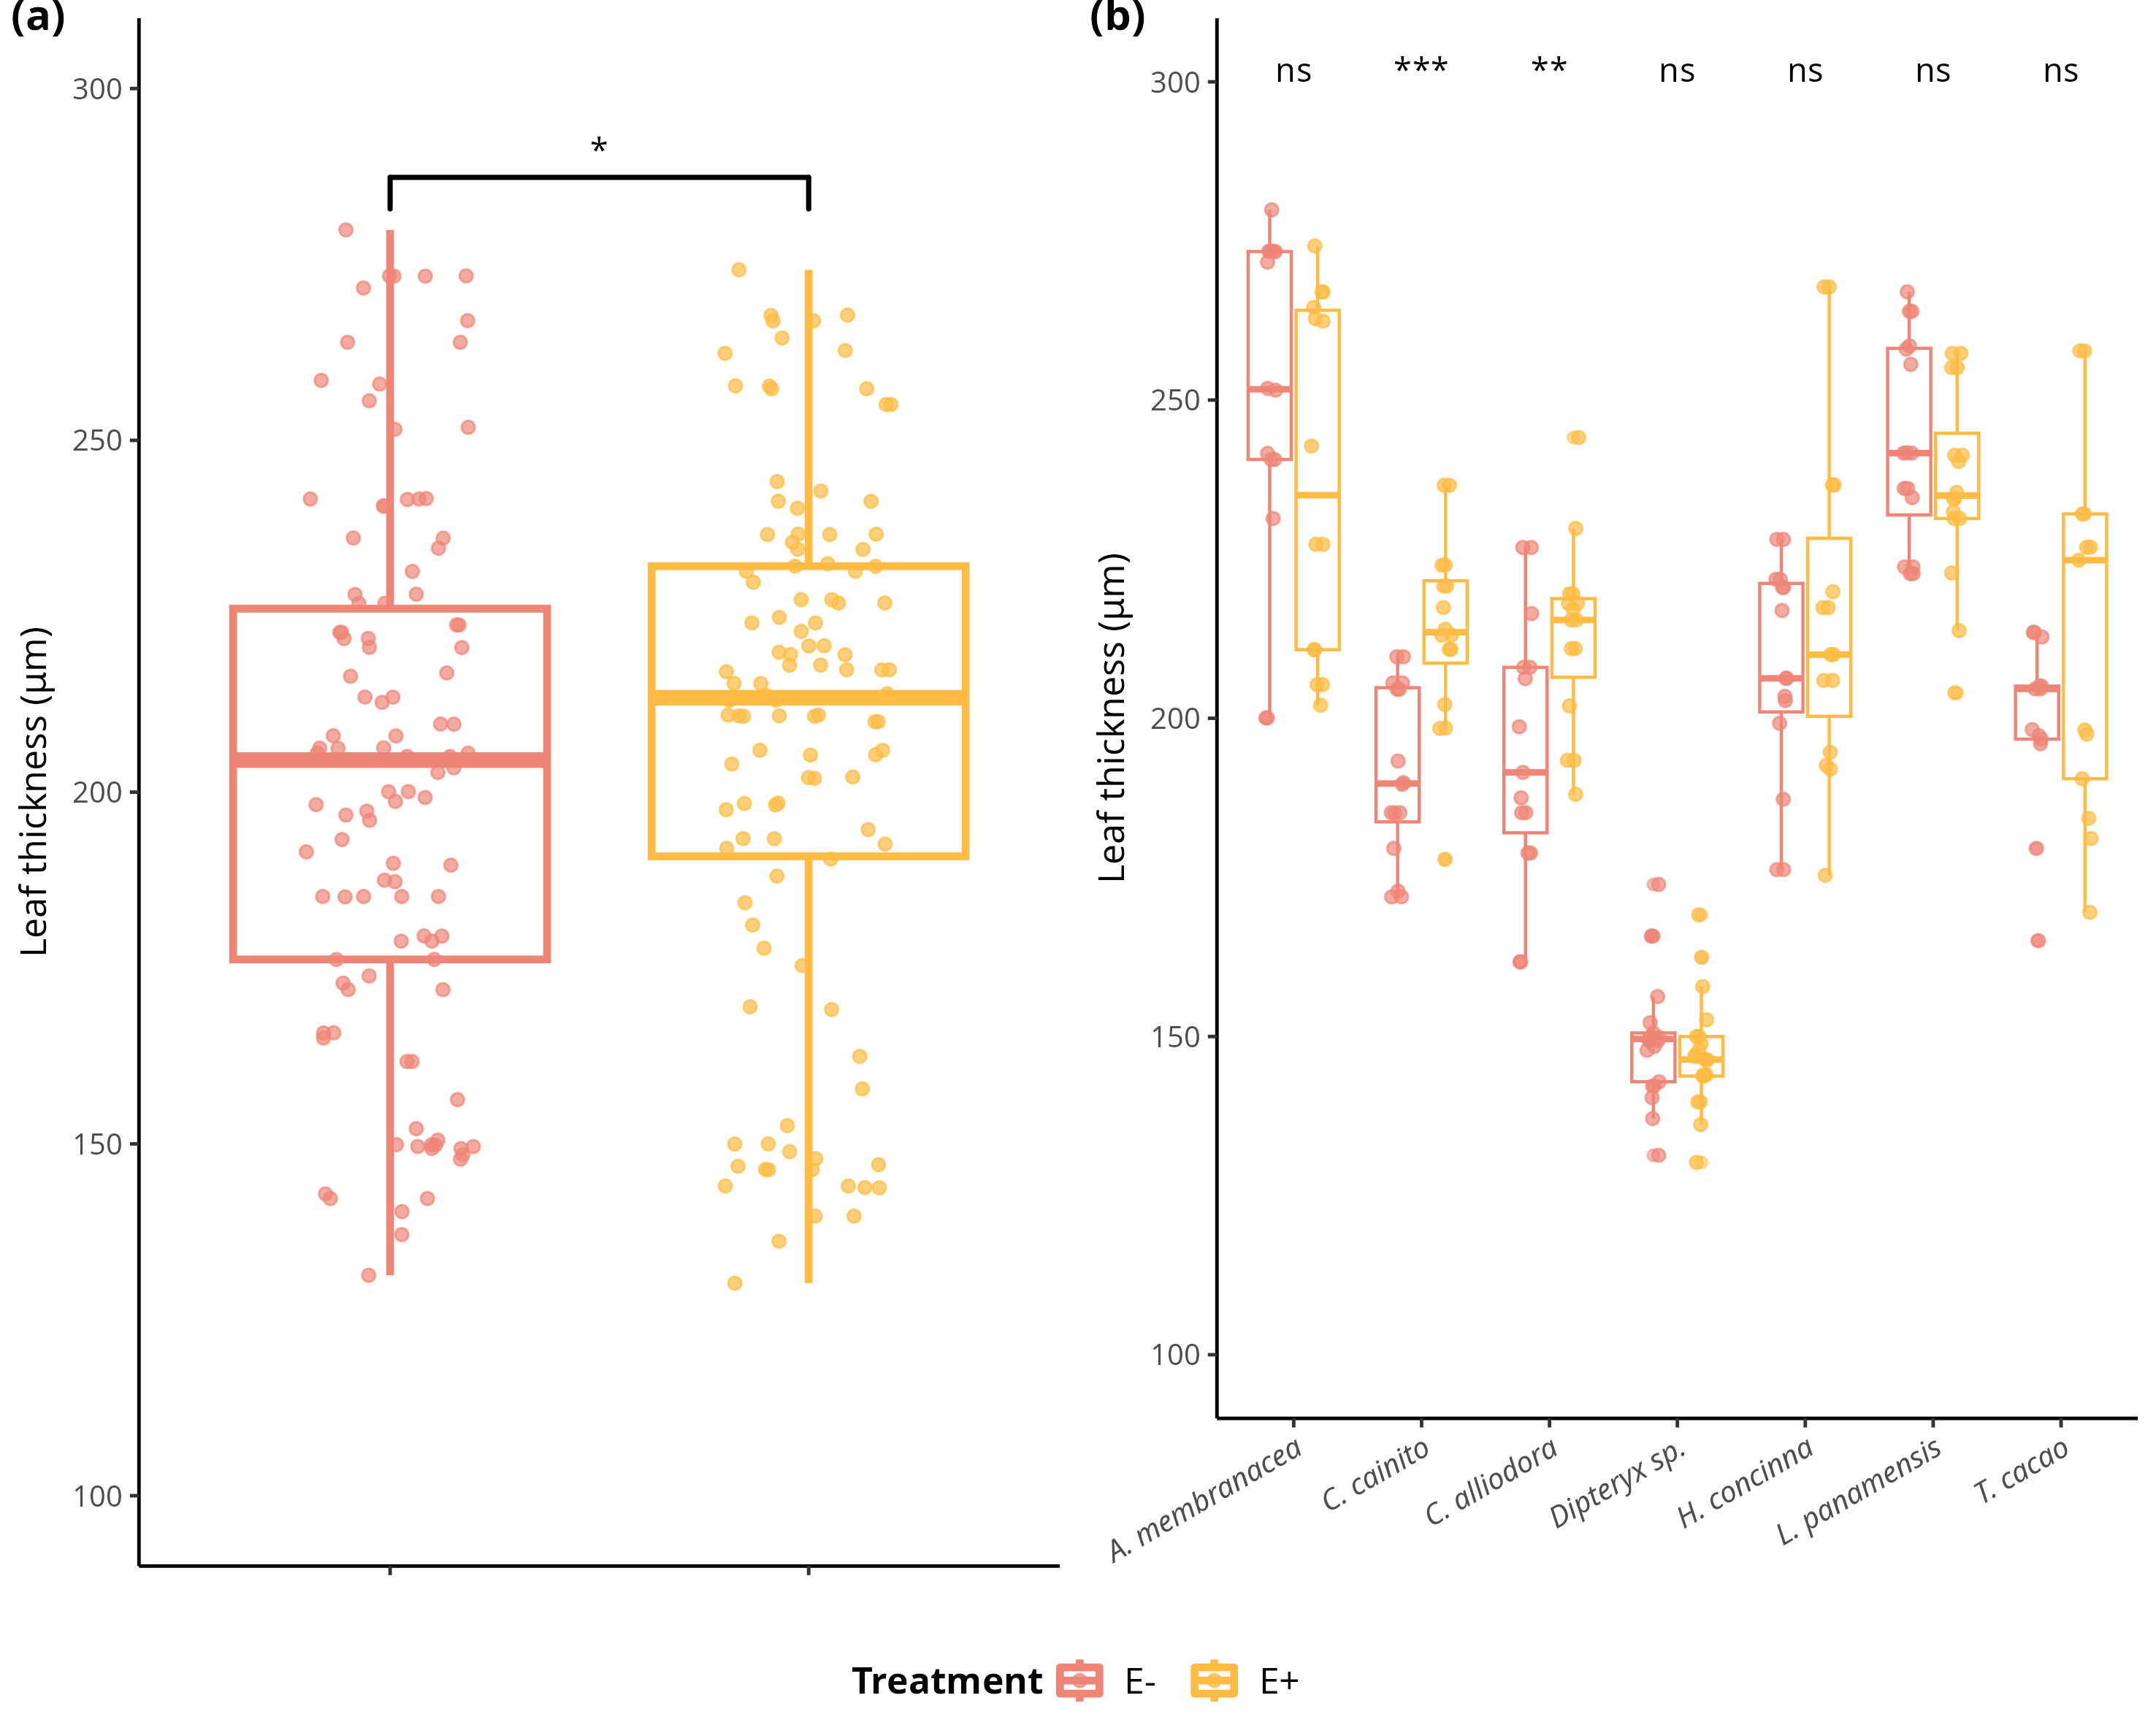 (a)
Leaf thickness (µm)
300
250
200
150
100
*
(b)
Leaf thickness (µm)
300
250
200
150
100
ns *** ** ns ns ns ns
A. membranacea
C. cainito
C. alliodora
Dipteryx sp.
H. concinna
L. panamensis
T. cacao
Treatment E- E+